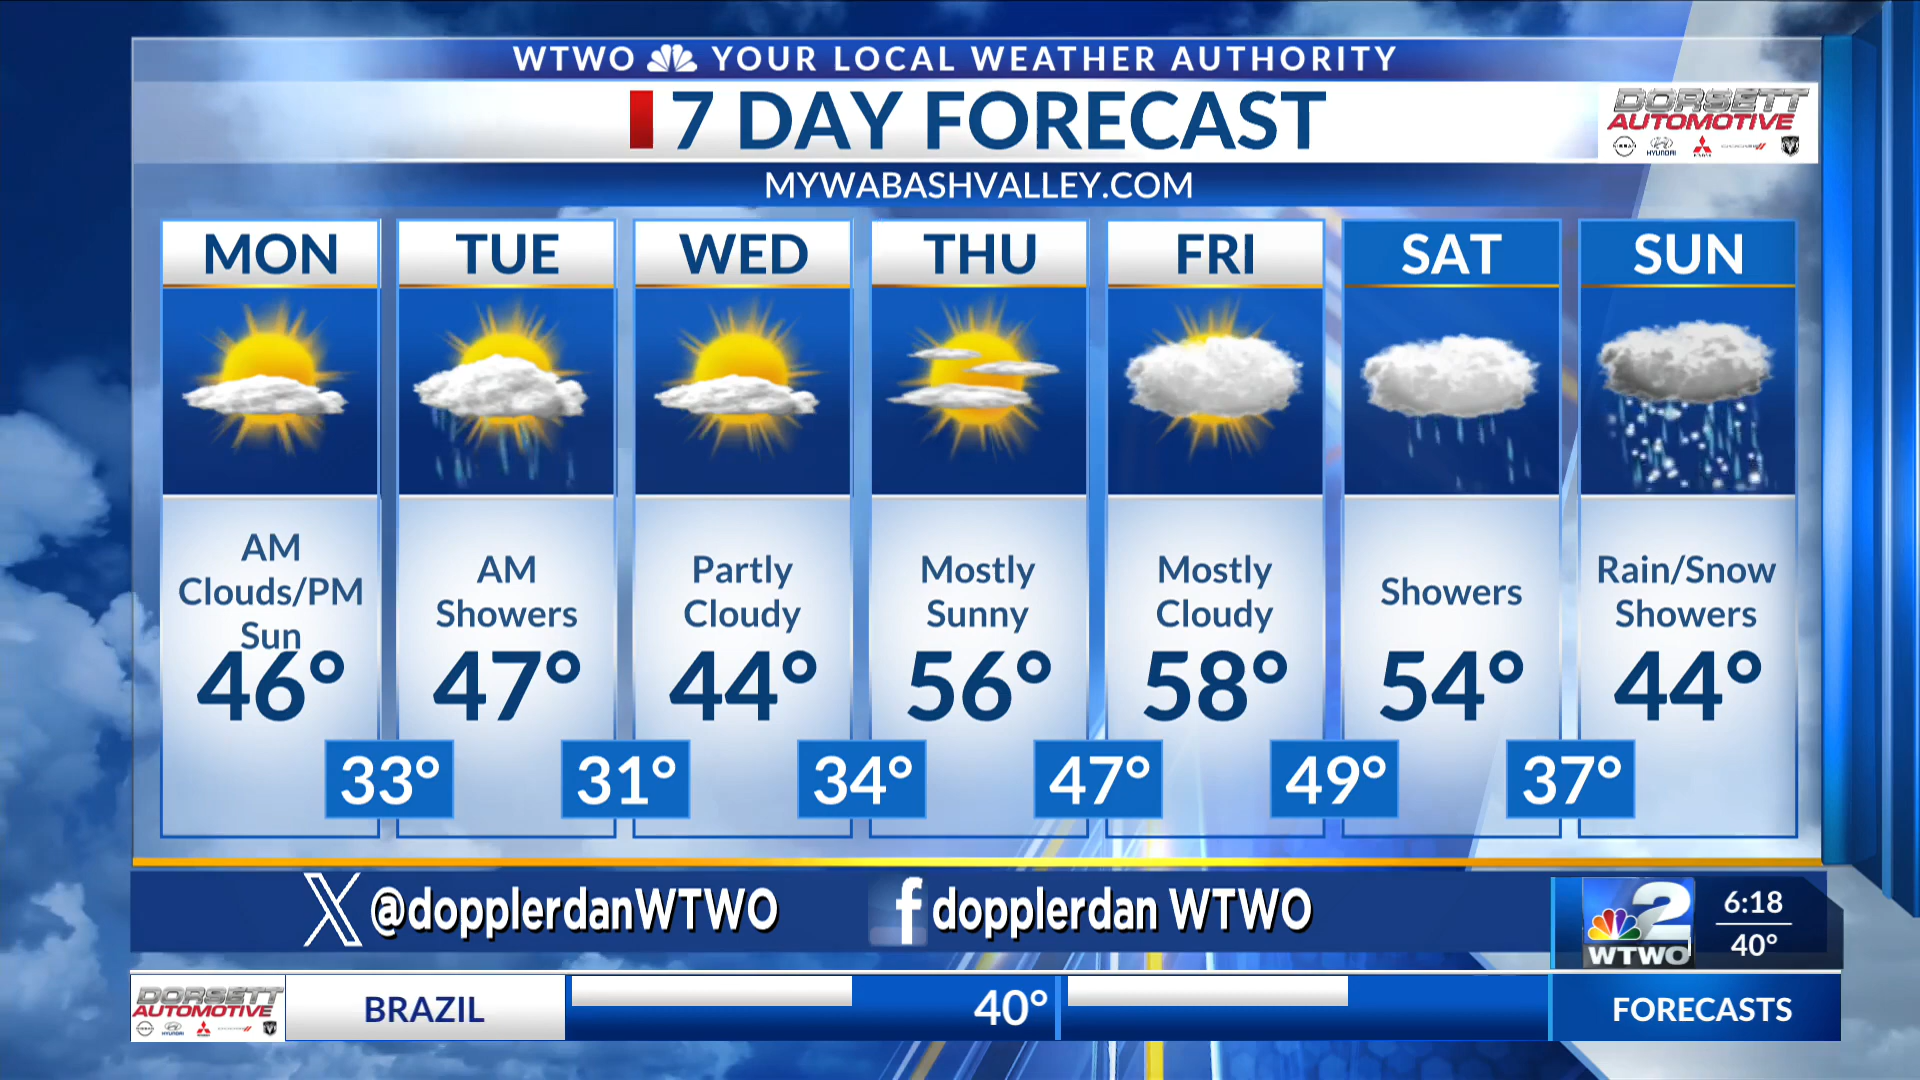 WTWO YOUR LOCAL WEATHER AUTHORITY
7 DAY FORECAST
DORSETT
AUTOMOTIVE
NISSAN HYUNDAI
MYWABASHVALLEY.COM
MON TUE WED THU FRI SAT SUN
AM
Clouds/PM
Sun
46°
AM
Showers
47°
Partly
Cloudy
44°
Mostly
Sunny
56°
Mostly
Cloudy
58°
Showers
54°
Rain/Snow
Showers
44°
33° 31° 34° 47° 49° 37°
@dopplerdanWTWO
dopplerdan WTWO
2
WTWO
6:18
40°
DORSETT
AUTOMOTIVE
BRAZIL
40°
FORECASTS